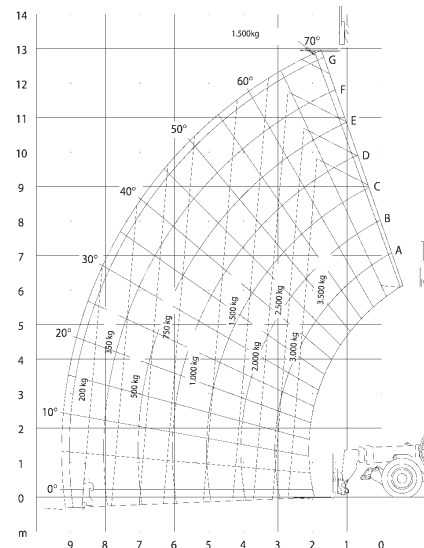 14
1.500kg
70°
13
G
60°
12
F
50°
11
E
10
D
40°
C
9
8
B
30°
7
A
6
3.500 kg
2.500 kg
1.500 kg
5
20°
750 kg
350 kg
3.000 kg
4
2.000 kg
1.000 kg
500 kg
200 kg
3
10°
2
1
0°
0
m
9 8 7 6 5 4 3 2 1 0